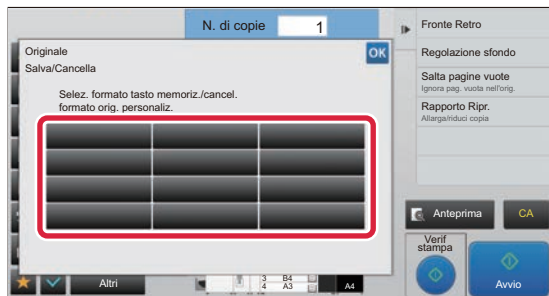 N. di copie 1
Originale
OK
Salva/Cancella
Selez. formato tasto memoriz./cancel.
formato orig. personaliz.
Fronte Retro
Regolazione sfondo
Salta pagine vuote
Ignora pag. vuota nell'orig.
Rapporto Ripr.
Allarga/riduci copia
Anteprima
CA
Verif
stampa
Avvio
Altri
3 B4
4 A3
A4